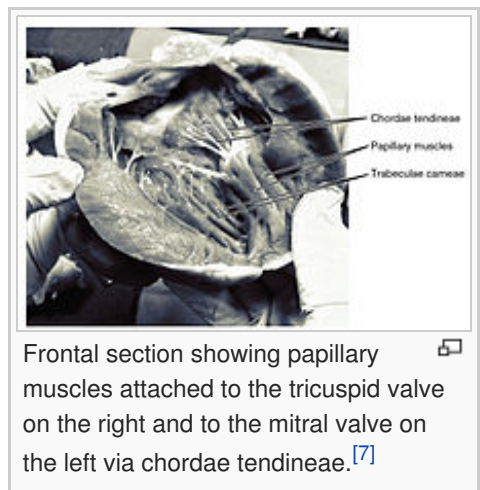 Chordae tendineae
Papillary muscles
Trabeculae carneae
Frontal section showing papillary
muscles attached to the tricuspid valve
on the right and to the mitral valve on
the left via chordae tendineae.[7]